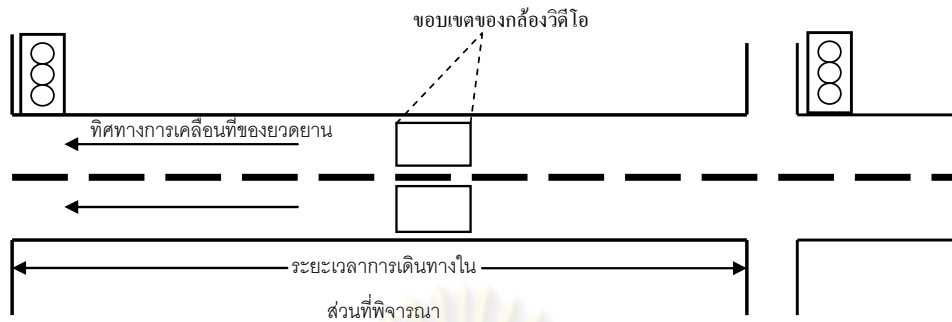 ขอบเขตของกล้องวิดีโอ
ทิศทางการเคลื่อนที่ของยวดยาน
ระยะเวลาการเดินทางใน
ส่วนที่พิจารณา